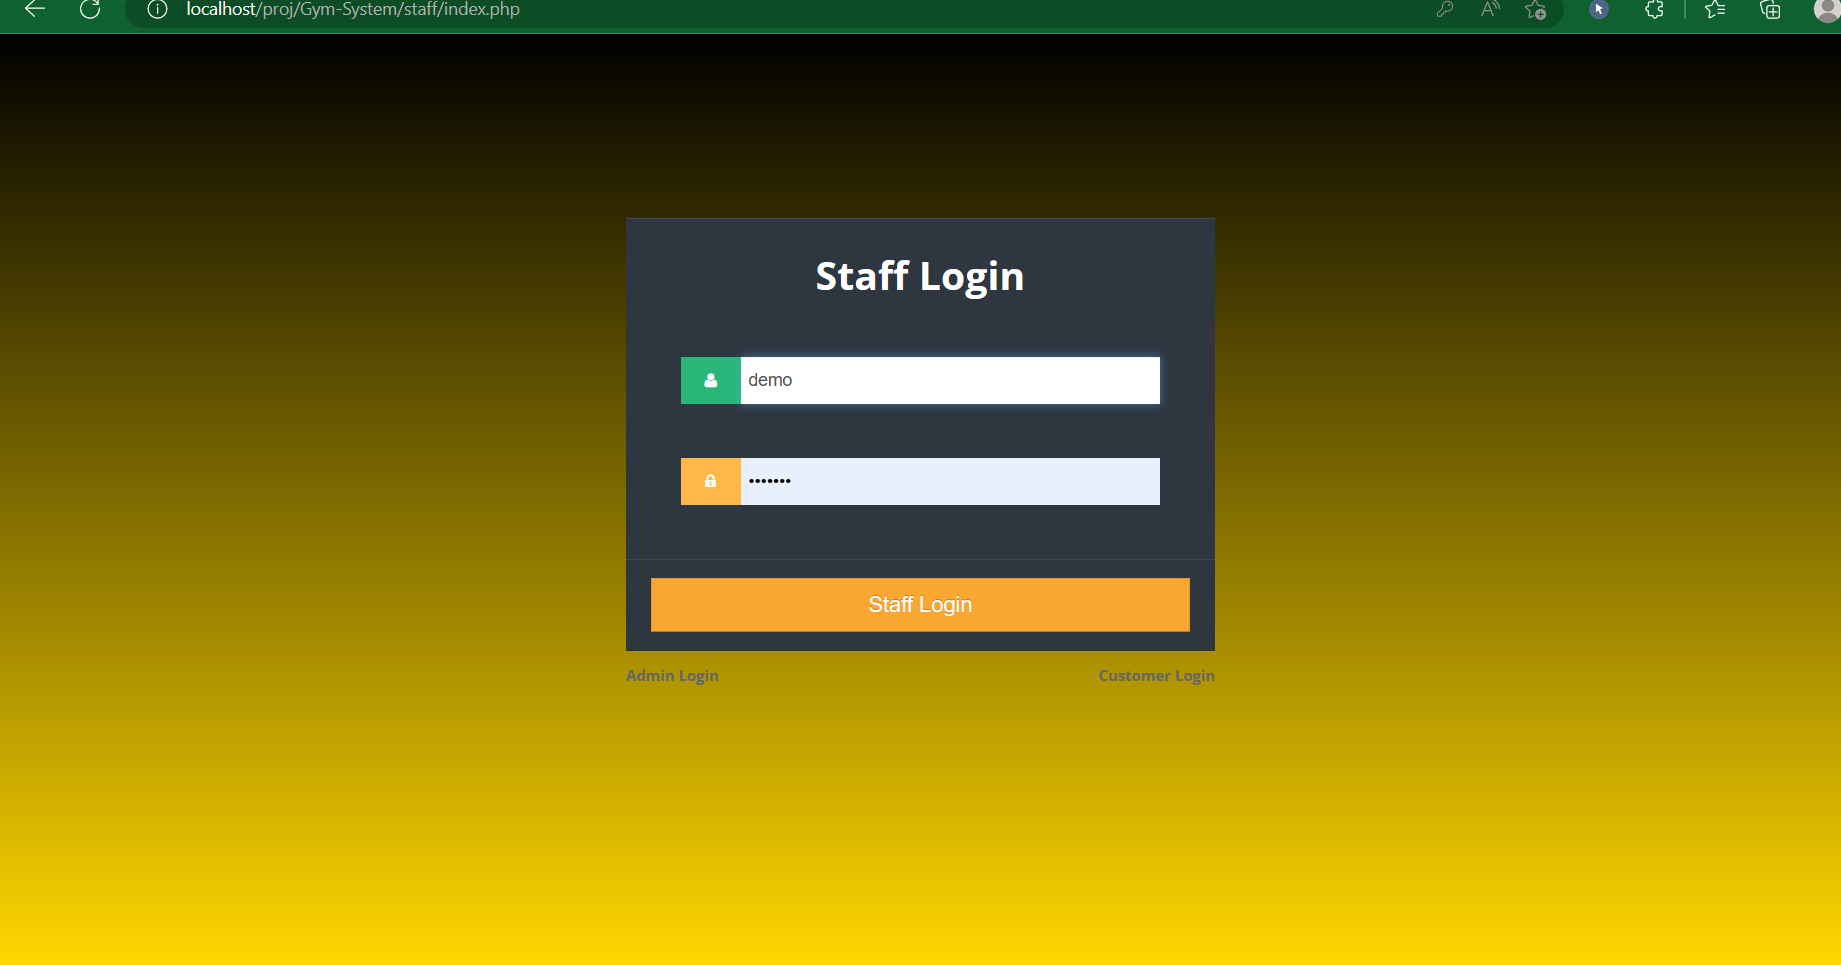 localhost/proj/Gym-System/staff/index.php
Staff Login
demo
•••••••
Staff Login
Admin Login
Customer Login